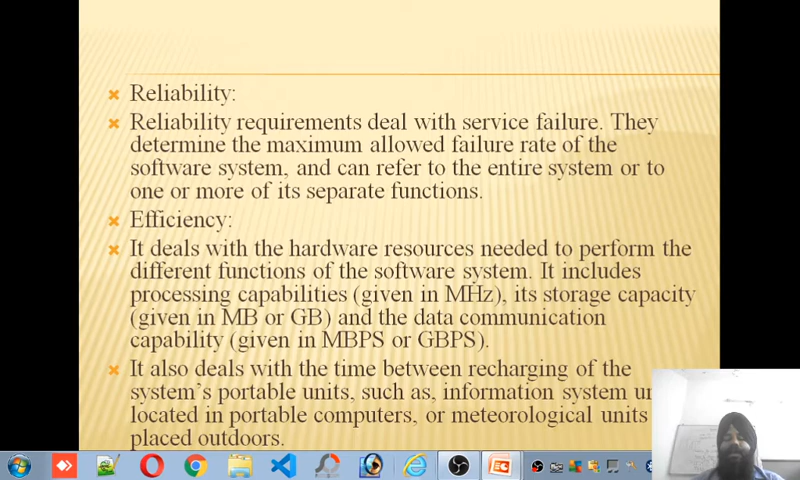 Reliability:
Reliability requirements deal with service failure. They
determine the maximum allowed failure rate of the
software system, and can refer to the entire system or to
one or more of its separate functions.
Efficiency:
It deals with the hardware resources needed to perform the
different functions of the software system. It includes
processing capabilities (given in MHz), its storage capacity
(given in MB or GB) and the data communication
capability (given in MBPS or GBPS).
It also deals with the time between recharging of the
system's portable units, such as, information system
located in portable computers, or meteorological units
placed outdoors.